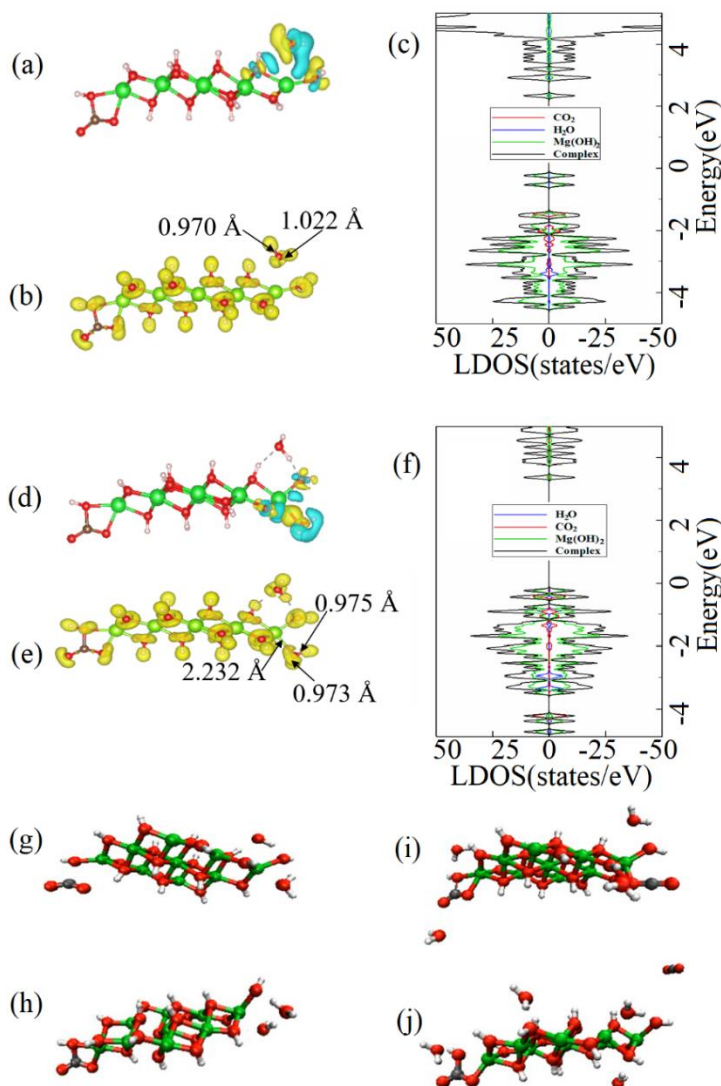 (a)
0.970 Å
1.022 Å
(b)
(c)
4
2
0
-2
-4
Energy(eV)
CO2
H2O
Mg(OH)2
Complex
50 25 0 -25 -50
LDOS(states/eV)
(d)
(e)
0.975 Å
2.232 Å
0.973 Å
(f)
4
2
0
-2
-4
Energy(eV)
H2O
CO2
Mg(OH)2
Complex
50 25 0 -25 -50
LDOS(states/eV)
(g)
(i)
(h)
(j)